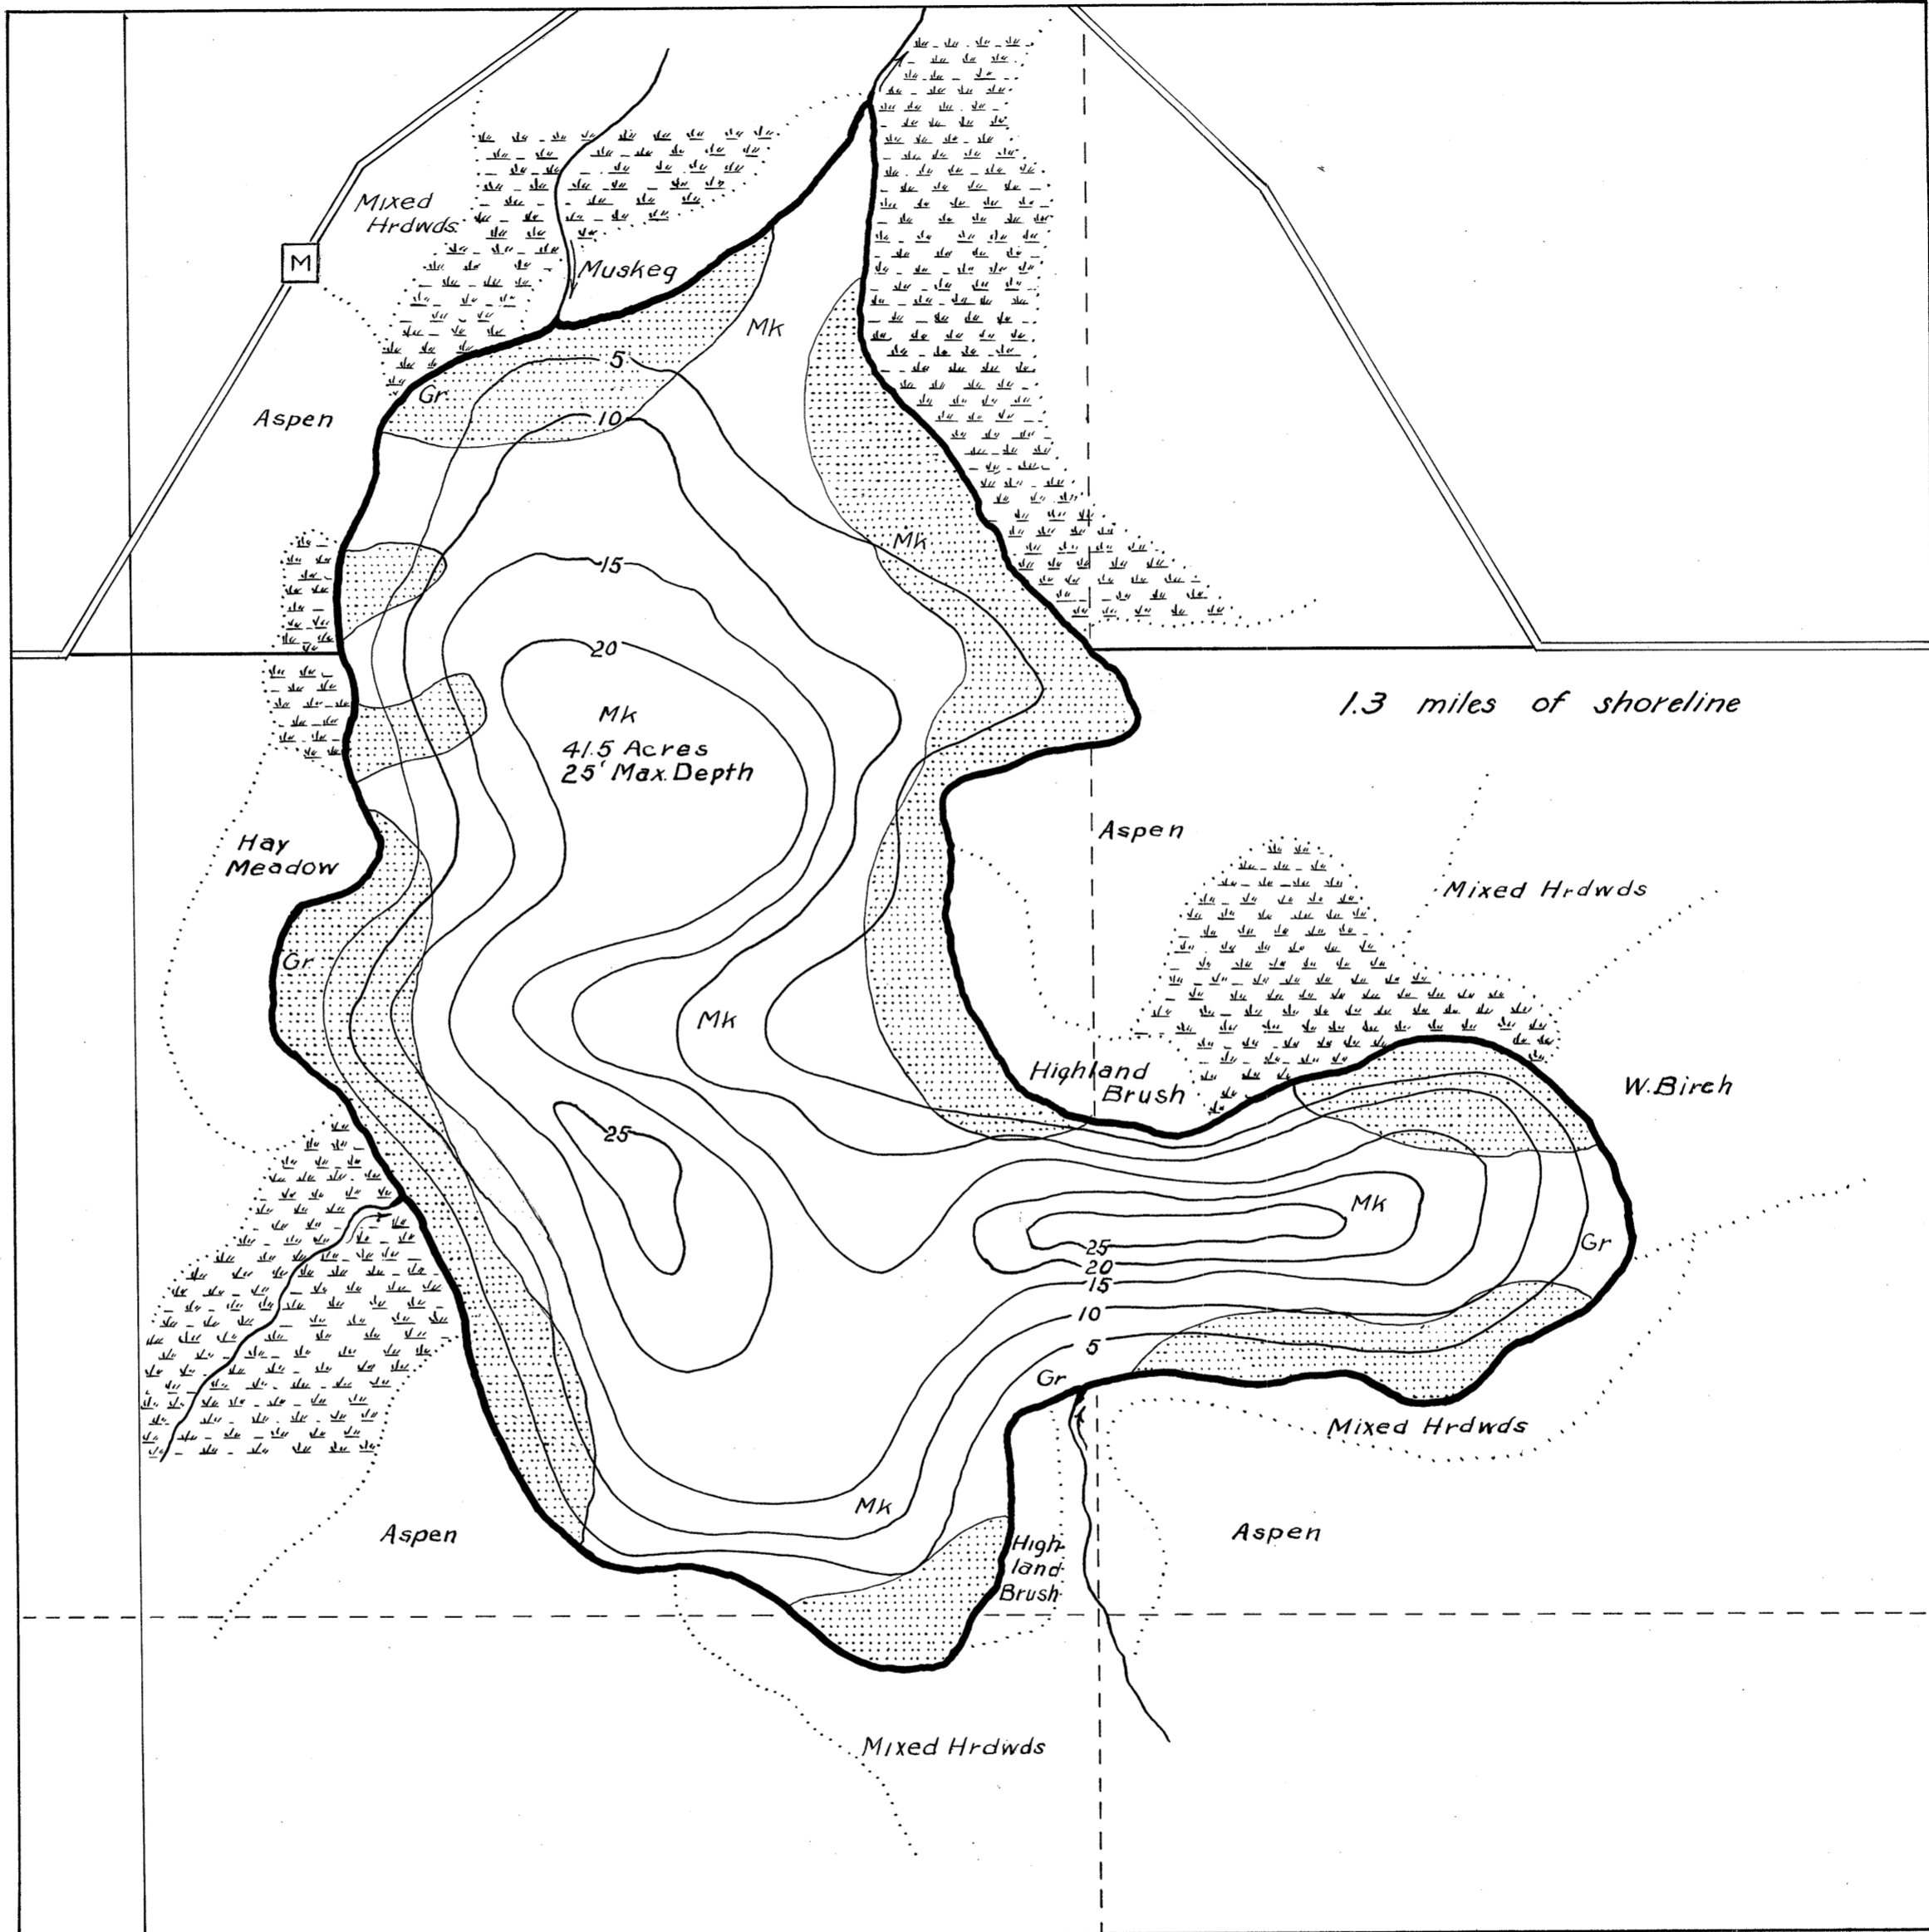 Mixed
Hrdwds
M
Muskeg
Mk
5
Gr
10
Aspen
Mk
15
20
Mk
41.5 Acres
25' Max. Depth
1.3 miles of shoreline
Aspen
Hay
Meadow
Mixed Hrdwds
Gr
Mk
Highland
Brush
W. Birch
25
Mk
Gr
25
20
15
10
5
Gr
Mixed Hrdwds
Mk
Aspen
Aspen
High
land
Brush
Mixed Hrdwds